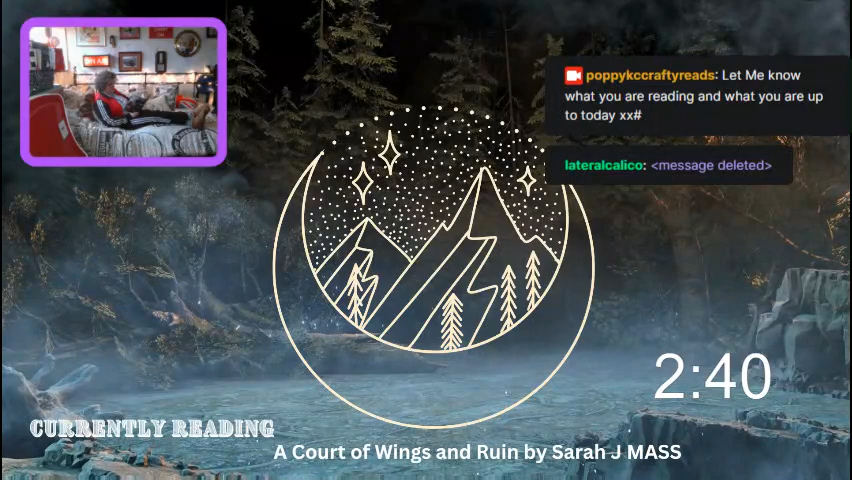 poppykccraftyreads: Let Me know
what you are reading and what you are up
to today xx#
lateralcalico: <message deleted>
2:40
CURRENTLY READING
A Court of Wings and Ruin by Sarah J MASS